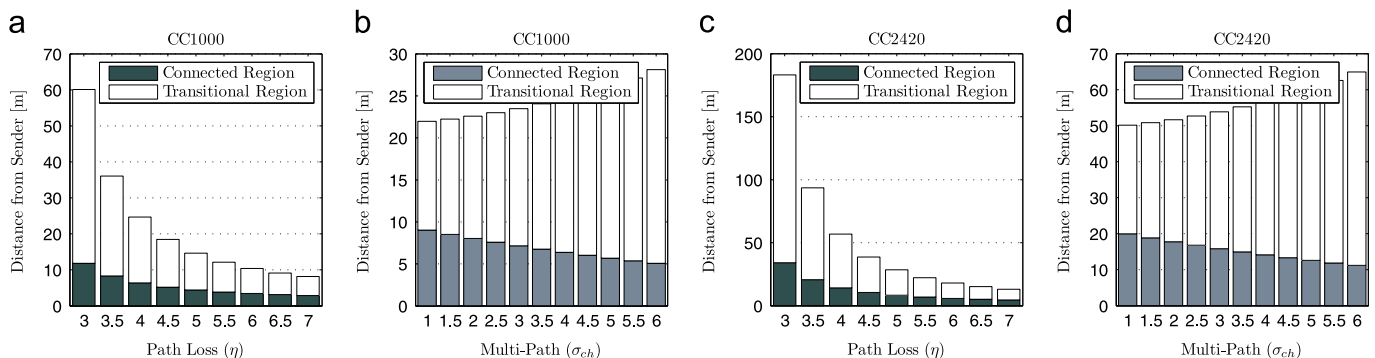 a
CC1000
70
60
50
40
30
20
10
0
Distance from Sender [m]
Connected Region
Transitional Region
3 3.5 4 4.5 5 5.5 6 6.5 7
Path Loss (η)
b
CC1000
30
25
20
15
10
5
0
Distance from Sender [m]
Connected Region
Transitional Region
1 1.5 2 2.5 3 3.5 4 4.5 5 5.5 6
Multi-Path (σch)
c
CC2420
200
150
100
50
0
Distance from Sender [m]
Connected Region
Transitional Region
3 3.5 4 4.5 5 5.5 6 6.5 7
Path Loss (η)
d
CC2420
70
60
50
40
30
20
10
0
Distance from Sender [m]
Connected Region
Transitional Region
1 1.5 2 2.5 3 3.5 4 4.5 5 5.5 6
Multi-Path (σch)